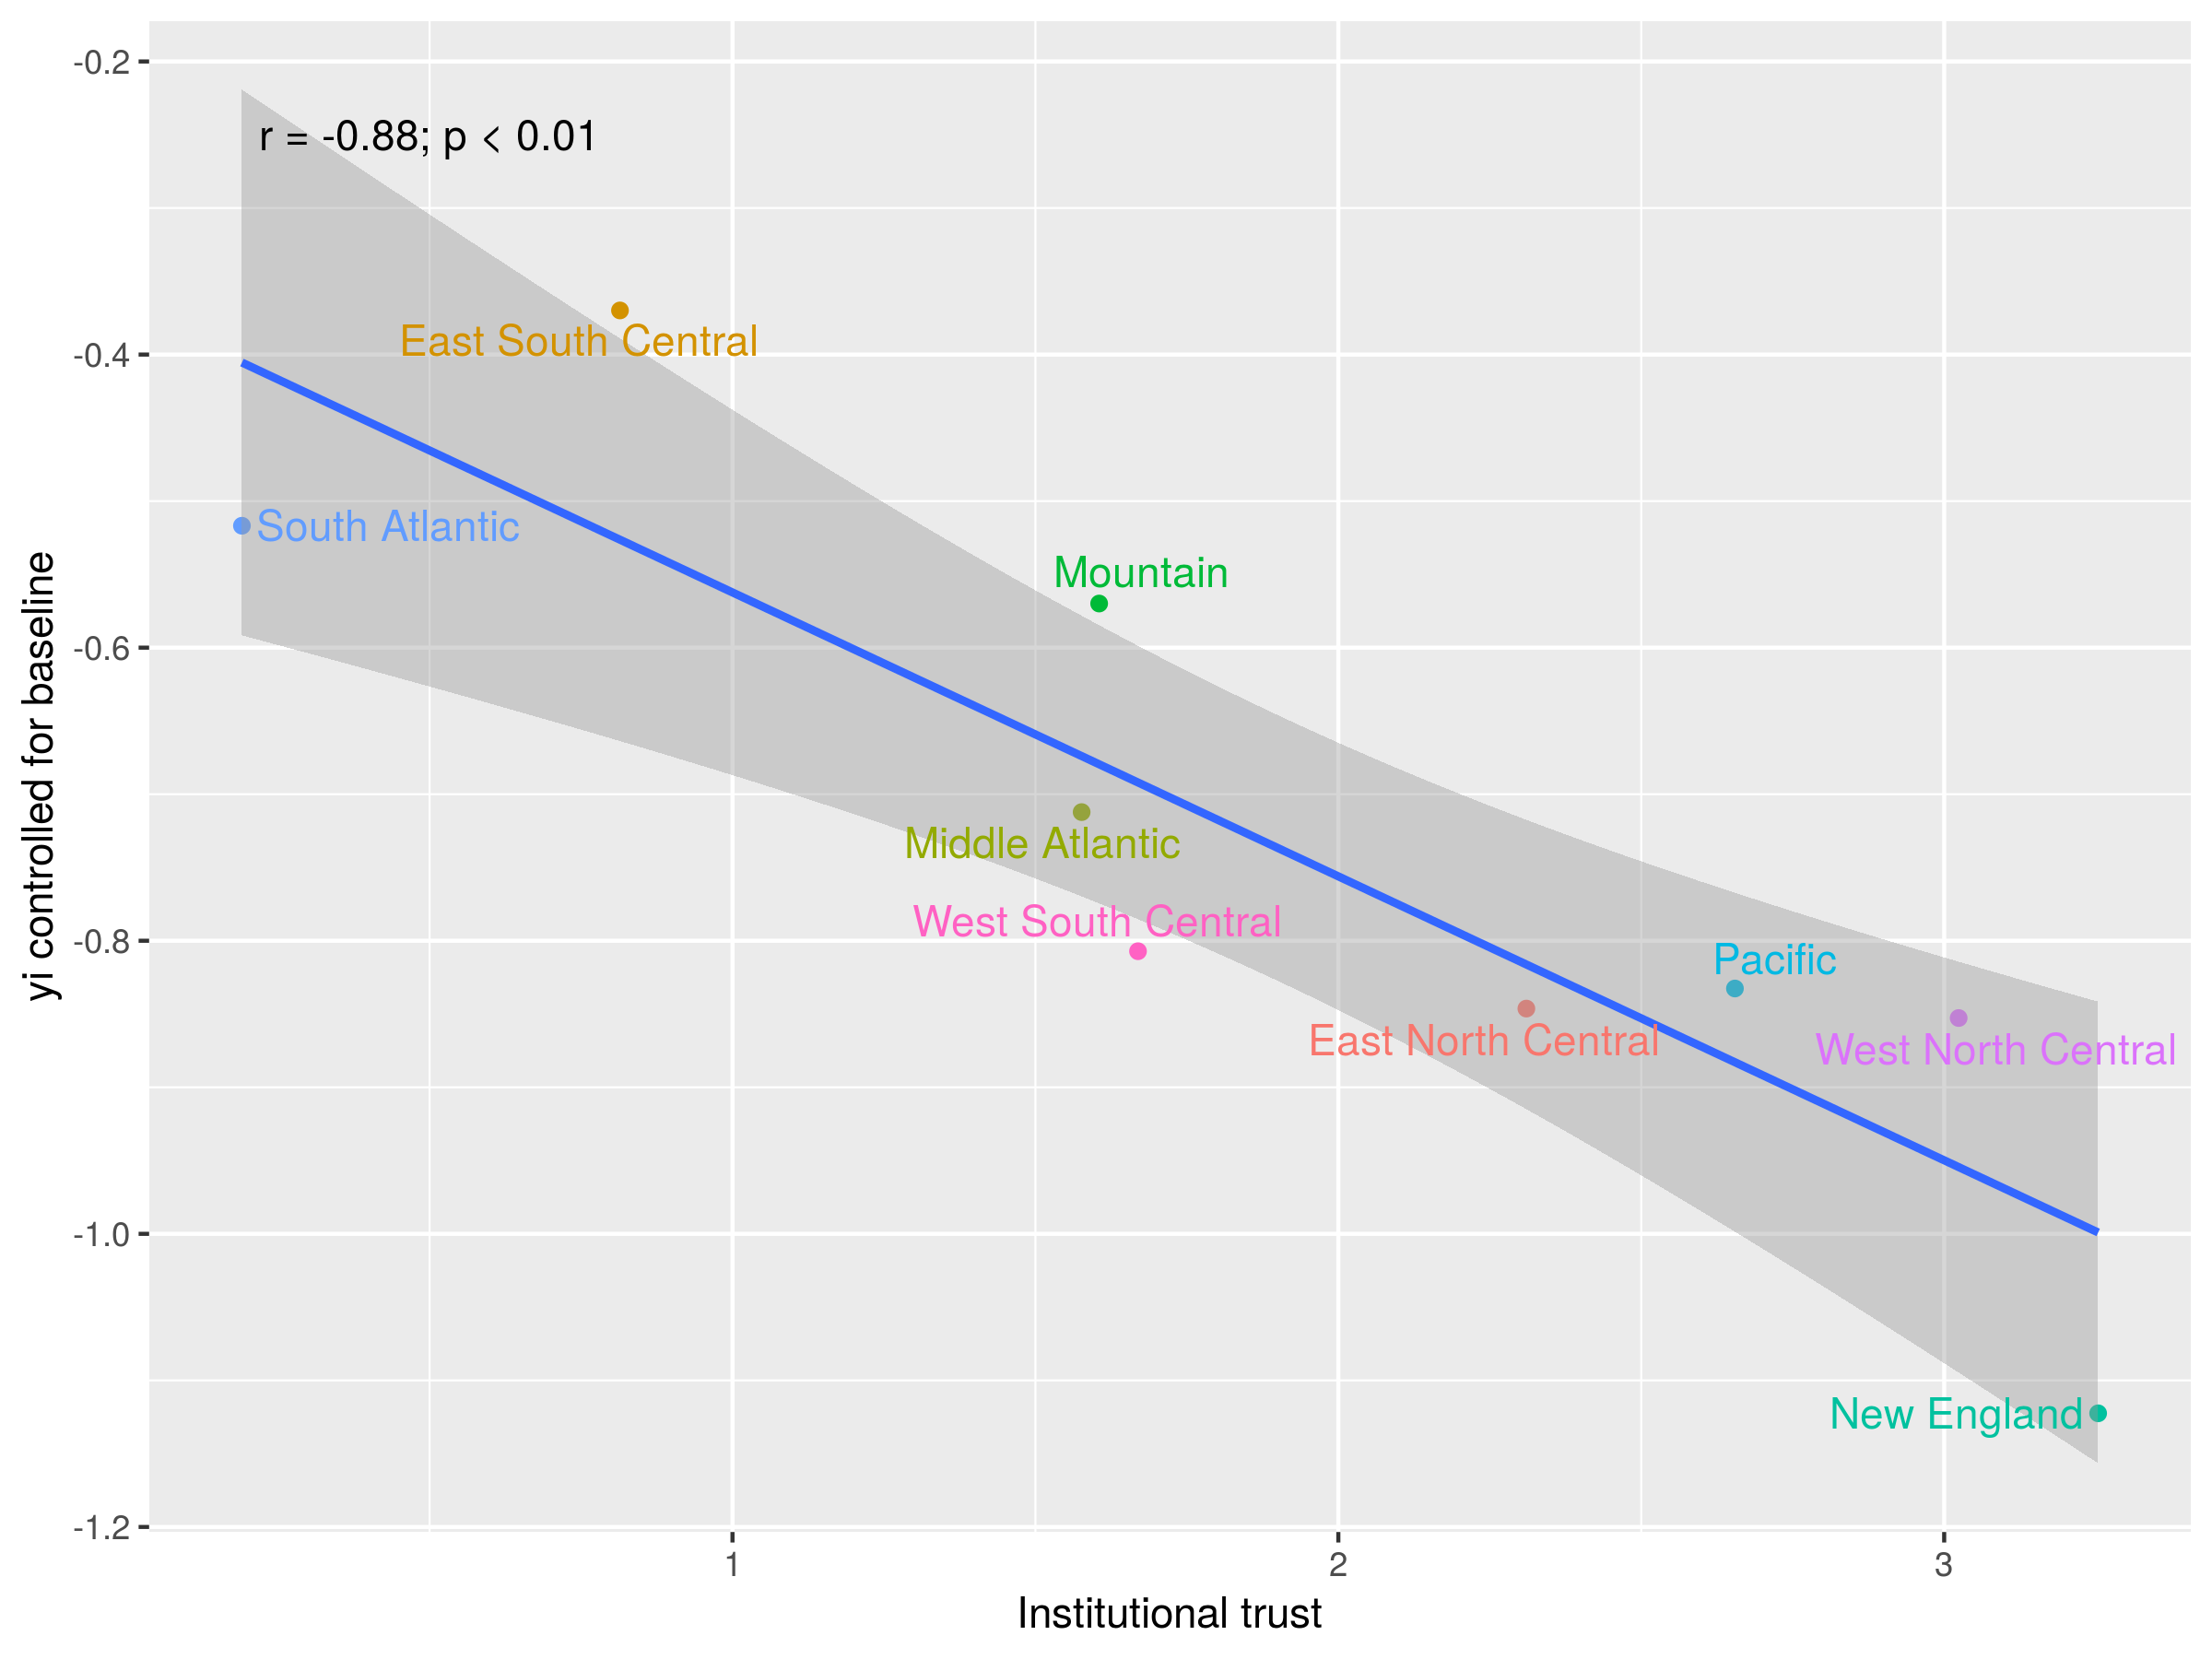 -0.2
r = -0.88; p < 0.01
East South Central
-0.4
South Atlantic
Mountain
-0.6
yi controlled for baseline
Middle Atlantic
West South Central
-0.8
Pacific
East North Central
West North Central
-1.0
New England
-1.2
1 2 3
Institutional trust